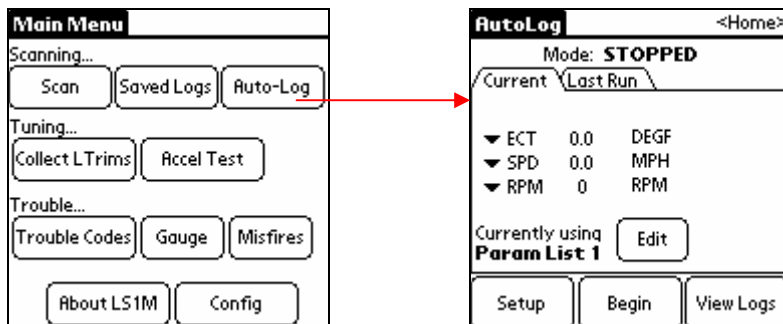 Main Menu
Scanning...
Scan Saved Logs Auto-Log
Tuning...
Collect LTrims Accel Test
Trouble...
Trouble Codes Gauge Misfires
About LS1M Config
AutoLog <Home>
Mode: STOPPED
Current Last Run
ECT 0.0 DEGF
SPD 0.0 MPH
RPM 0 RPM
Currently using
Param List 1 Edit
Setup Begin View Logs